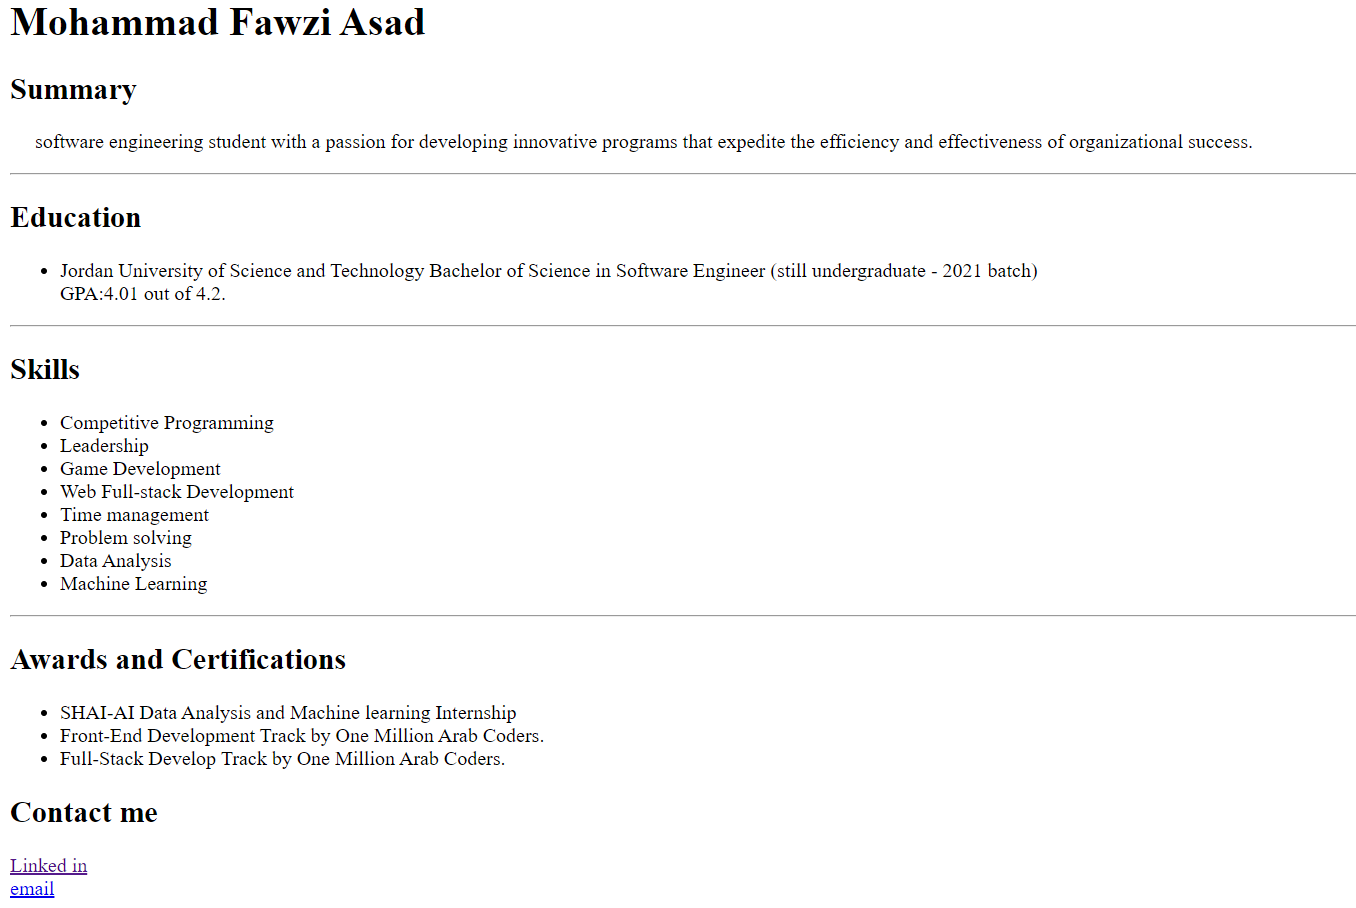 Mohammad Fawzi Asad
Summary
software engineering student with a passion for developing innovative programs that expedite the efficiency and effectiveness of organizational success.
Education
Jordan University of Science and Technology Bachelor of Science in Software Engineer (still undergraduate - 2021 batch)
GPA:4.01 out of 4.2.
Skills
Competitive Programming
Leadership
Game Development
Web Full-stack Development
Time management
Problem solving
Data Analysis
Machine Learning
Awards and Certifications
SHAI-AI Data Analysis and Machine learning Internship
Front-End Development Track by One Million Arab Coders.
Full-Stack Develop Track by One Million Arab Coders.
Contact me
Linked in
email